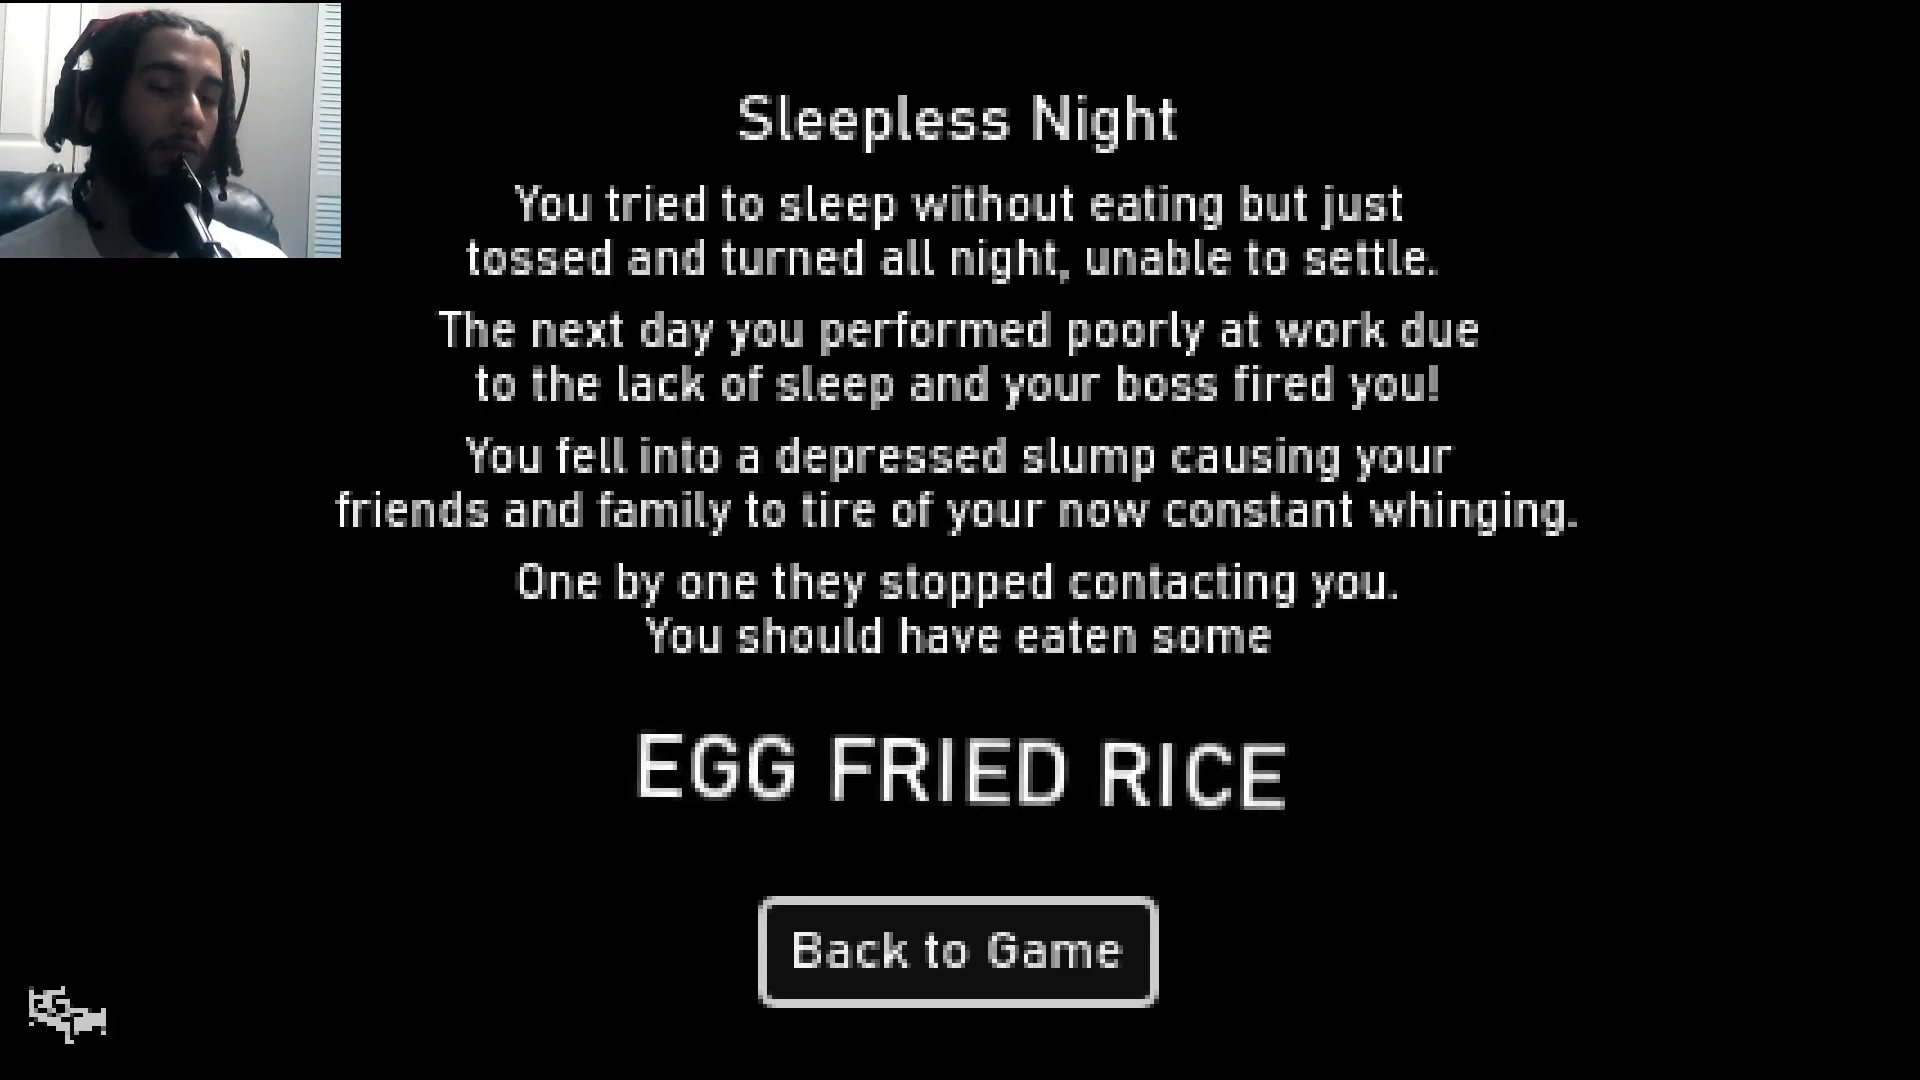 Sleepless Night
You tried to sleep without eating but just
tossed and turned all night, unable to settle.
The next day you performed poorly at work due
to the lack of sleep and your boss fired you!
You fell into a depressed slump causing your
friends and family to tire of your now constant whinging.
One by one they stopped contacting you.
You should have eaten some
EGG FRIED RICE
Back to Game